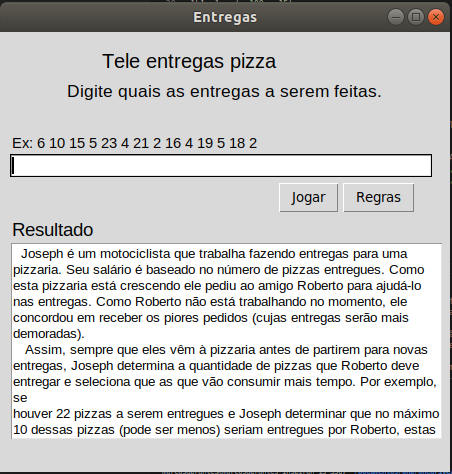 Entregas
Tele entregas pizza
Digite quais as entregas a serem feitas.
Ex: 6 10 15 5 23 4 21 2 16 4 19 5 18 2
Jogar Regras
Resultado
Joseph é um motociclista que trabalha fazendo entregas para uma
pizzaria. Seu salário é baseado no número de pizzas entregues. Como
esta pizzaria está crescendo ele pediu ao amigo Roberto para ajudá-lo
nas entregas. Como Roberto não está trabalhando no momento, ele
concordou em receber os piores pedidos (cujas entregas serão mais
demoradas).
Assim, sempre que eles vêm à pizzaria antes de partirem para novas
entregas, Joseph determina a quantidade de pizzas que Roberto deve
entregar e seleciona que as que vão consumir mais tempo. Por exemplo,
se
houver 22 pizzas a serem entregues e Joseph determinar que no máximo
10 dessas pizzas (pode ser menos) seriam entregues por Roberto, estas